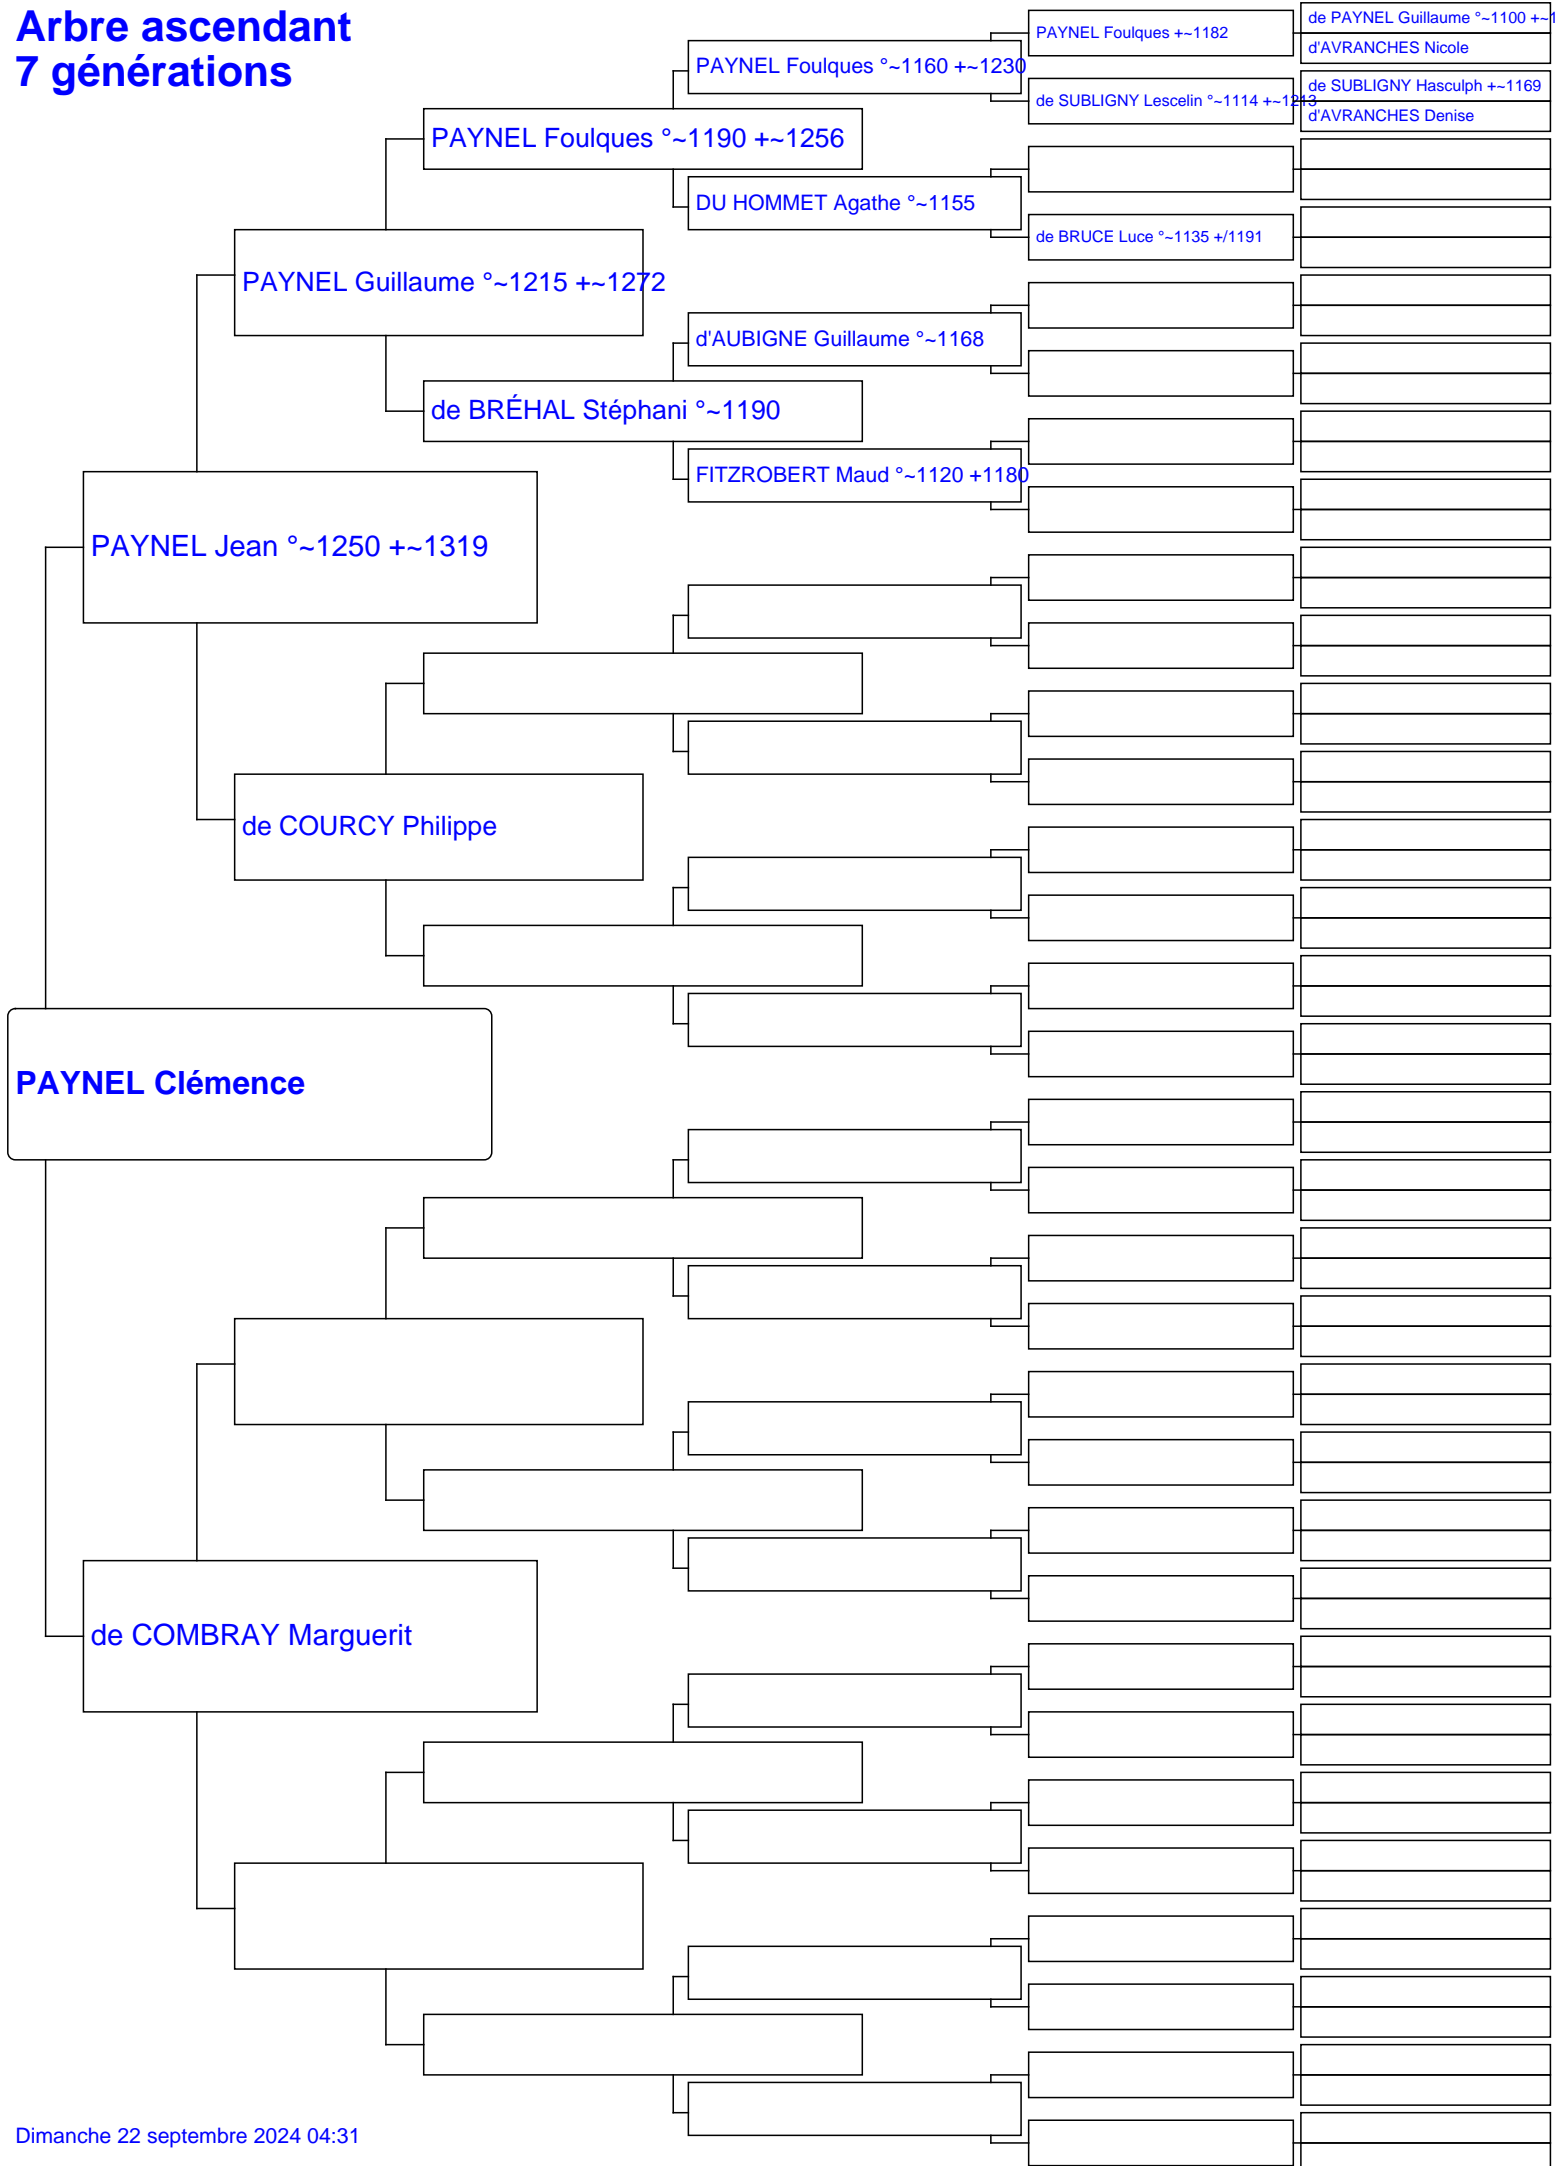 Arbre ascendant
7 générations
PAYNEL Clémence
PAYNEL Jean °~1250 +~1319
de COMBRAY Marguerit
PAYNEL Guillaume °~1215 +~1272
de COURCY Philippe
PAYNEL Foulques °~1190 +~1256
de BRÉHAL Stéphani °~1190
PAYNEL Foulques °~1160 +~1230
DU HOMMET Agathe °~1155
d'AUBIGNE Guillaume °~1168
FITZROBERT Maud °~1120 +1180
PAYNEL Foulques +~1182
de SUBLIGNY Lescelin °~1114 +~1213
de BRUCE Luce °~1135 +/1191
de PAYNEL Guillaume °~1100 +~1
d'AVRANCHES Nicole
de SUBLIGNY Hasculph +~1169
d'AVRANCHES Denise
Dimanche 22 septembre 2024 04:31